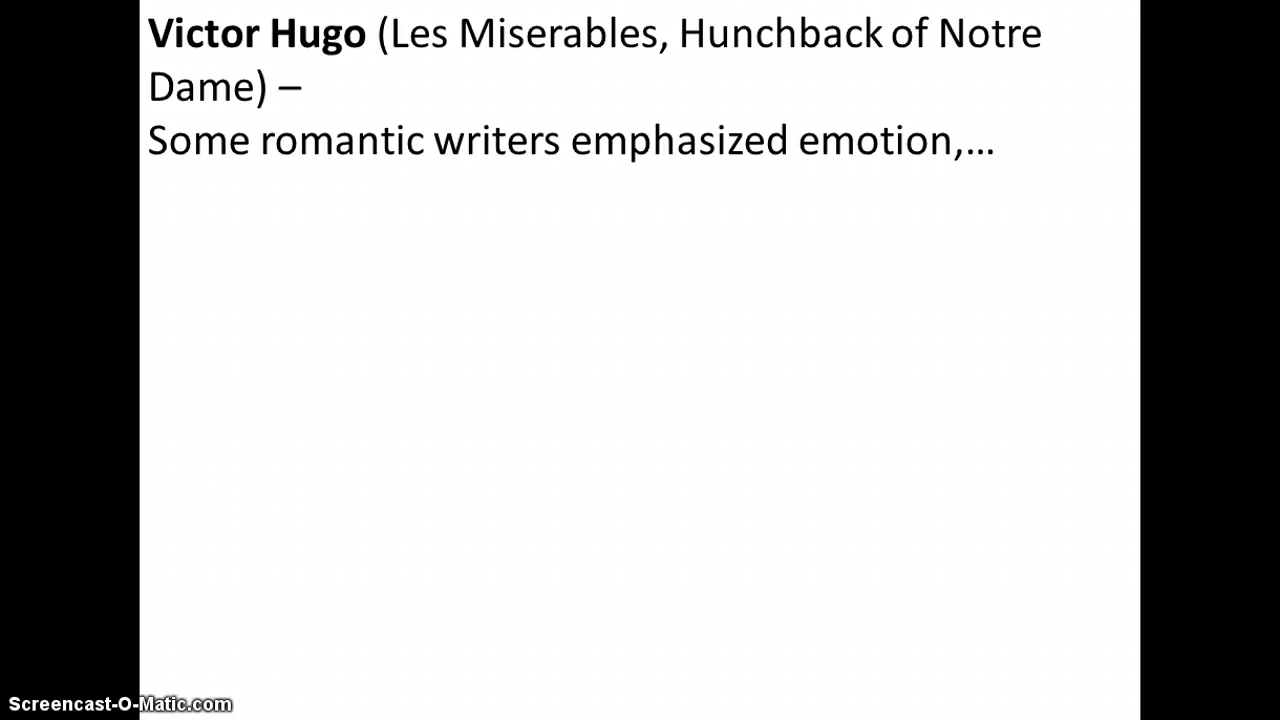 Victor Hugo (Les Miserables, Hunchback of Notre
Dame) –
Some romantic writers emphasized emotion,...
Screencast-O-Matic.com